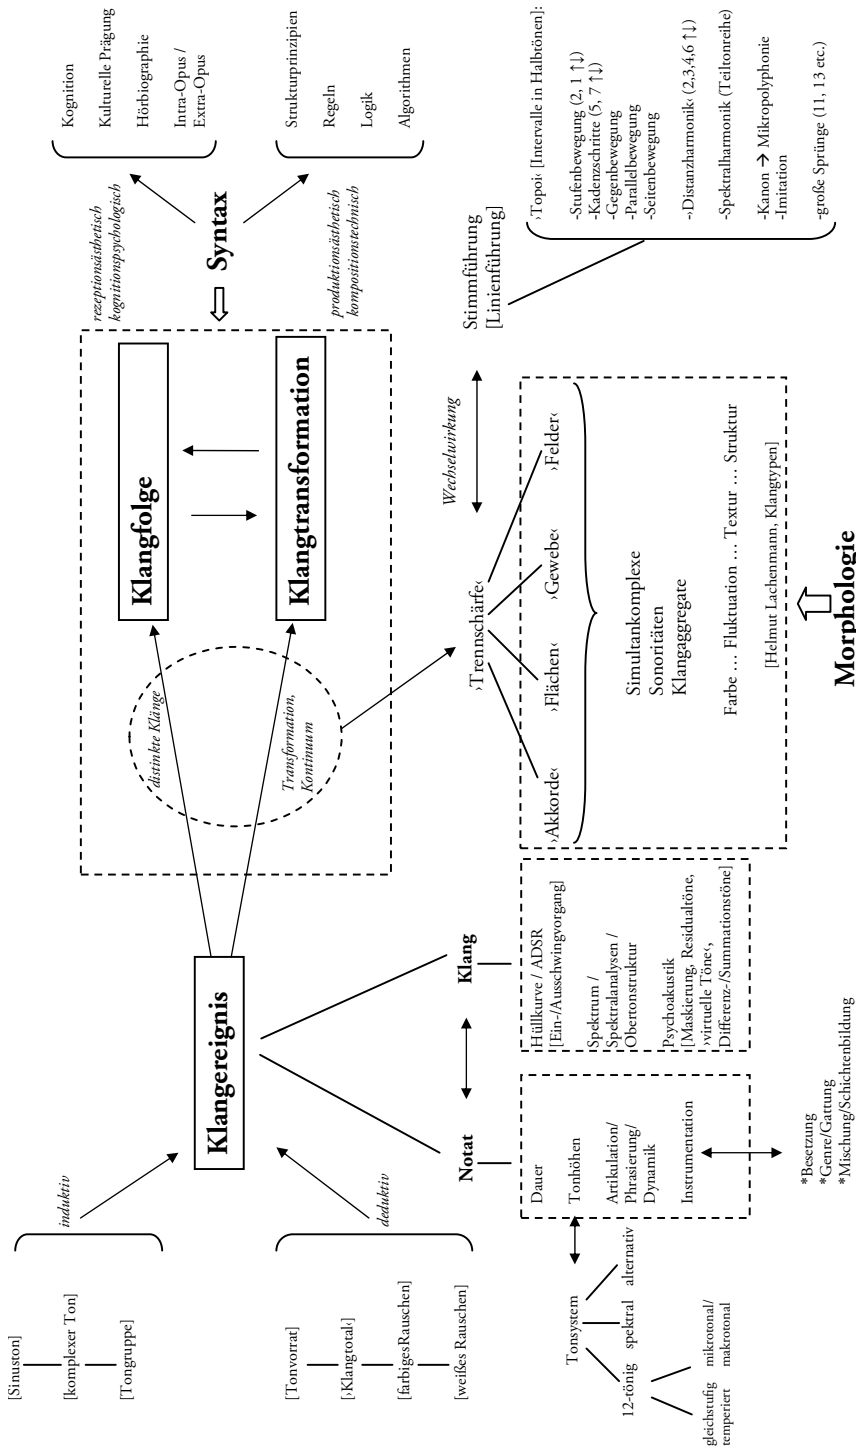 [Sinuston]
[komplexer Ton]
[Tongruppe]
induktiv
[Tonvorrat]
[›Klangtotal‹]
[farbiges Rauschen]
[weißes Rauschen]
deduktiv
Klangereignis
distinkte Klänge
Transformation,
Kontinuum
Klangfolge
Klangtransformation
rezeptionsästhetisch
kognitionspsychologisch
Syntax
produktionsästhetisch
kompositionstechnisch
Kognition
Kulturelle Prägung
Hörbiographie
Intra-Opus /
Extra-Opus
Strukturprinzipien
Regeln
Logik
Algorithmen
Notat
Klang
Dauer
Tonhöhen
Artikulation/
Phrasierung/
Dynamik
Instrumentation
Tonsystem
12-tönig
spektral
alternativ
gleichstufig
temperiert
mikrotonal/
makrotonal
*Besetzung
*Genre/Gattung
*Mischung/Schichtenbildung
Hüllkurve / ADSR
[Ein-/Ausschwingvorgang]
Spektrum /
Spektralanalysen /
Obertonstruktur
Psychoakustik
[Maskierung, Residualtöne,
›virtuelle Töne‹,
Differenz-/Summationstöne]
›Trennschärfe‹
Wechselwirkung
Stimmführung
[Linienführung]
›Akkorde‹
›Flächen‹
›Gewebe‹
›Felder‹
Simultankomplexe
Sonoritäten
Klangaggregate
Farbe … Fluktuation … Textur … Struktur
[Helmut Lachenmann, Klangtypen]
Morphologie
›Topoi‹ [Intervalle in Halbtönen]:
-Stufenbewegung (2, 1 ↑↓)
-Kadenzschritte (5, 7 ↑↓)
-Gegenbewegung
-Parallelbewegung
-Seitenbewegung
-›Distanzharmonik‹ (2,3,4,6 ↑↓)
-Spektralharmonik (Teiltonreihe)
-Kanon → Mikropolyphonie
-Imitation
-große Sprünge (11, 13 etc.)